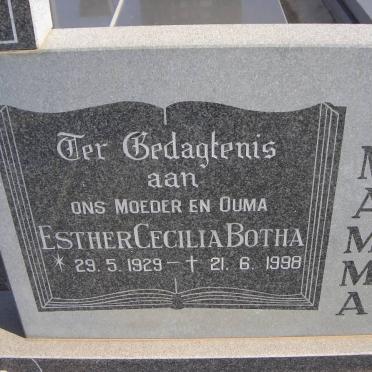 Ter Gedagtenis
aan
ONS MOEDER EN OUMA
ESTHER CECILIA BOTHA
* 29. 5. 1929 – ✝ 21. 6. 1998
M
A
M
M
A